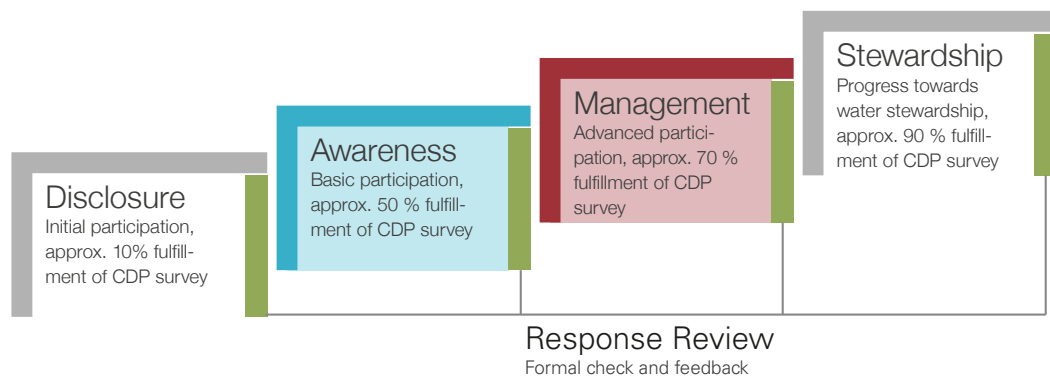 Disclosure
Initial participation,
approx. 10% fulfill-
ment of CDP survey
Awareness
Basic participation,
approx. 50 % fulfill-
ment of CDP survey
Management
Advanced partici-
pation, approx. 70 %
fulfillment of CDP
survey
Stewardship
Progress towards
water stewardship,
approx. 90 % fulfill-
ment of CDP survey
Response Review
Formal check and feedback